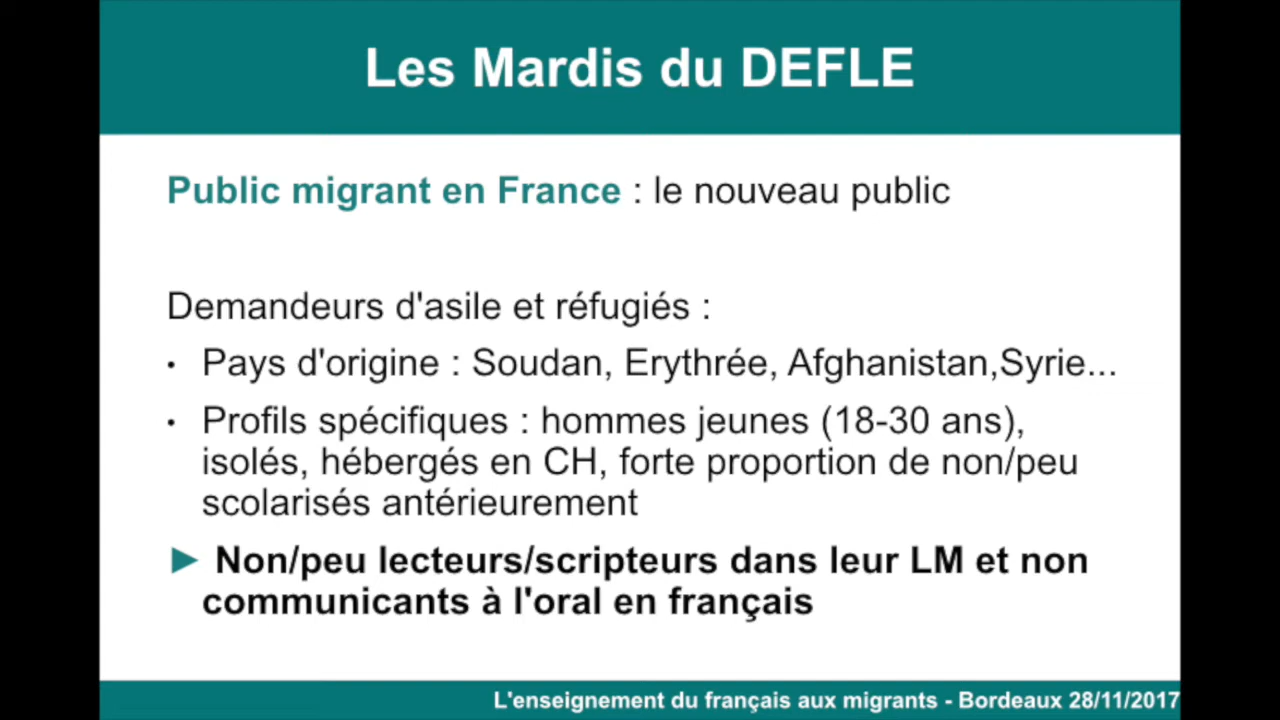 Les Mardis du DEFLE
Public migrant en France : le nouveau public
Demandeurs d'asile et réfugiés :
• Pays d'origine : Soudan, Erythrée, Afghanistan,Syrie...
• Profils spécifiques : hommes jeunes (18-30 ans),
isolés, hébergés en CH, forte proportion de non/peu
scolarisés antérieurement
► Non/peu lecteurs/scripteurs dans leur LM et non
communicants à l'oral en français
L'enseignement du français aux migrants - Bordeaux 28/11/2017